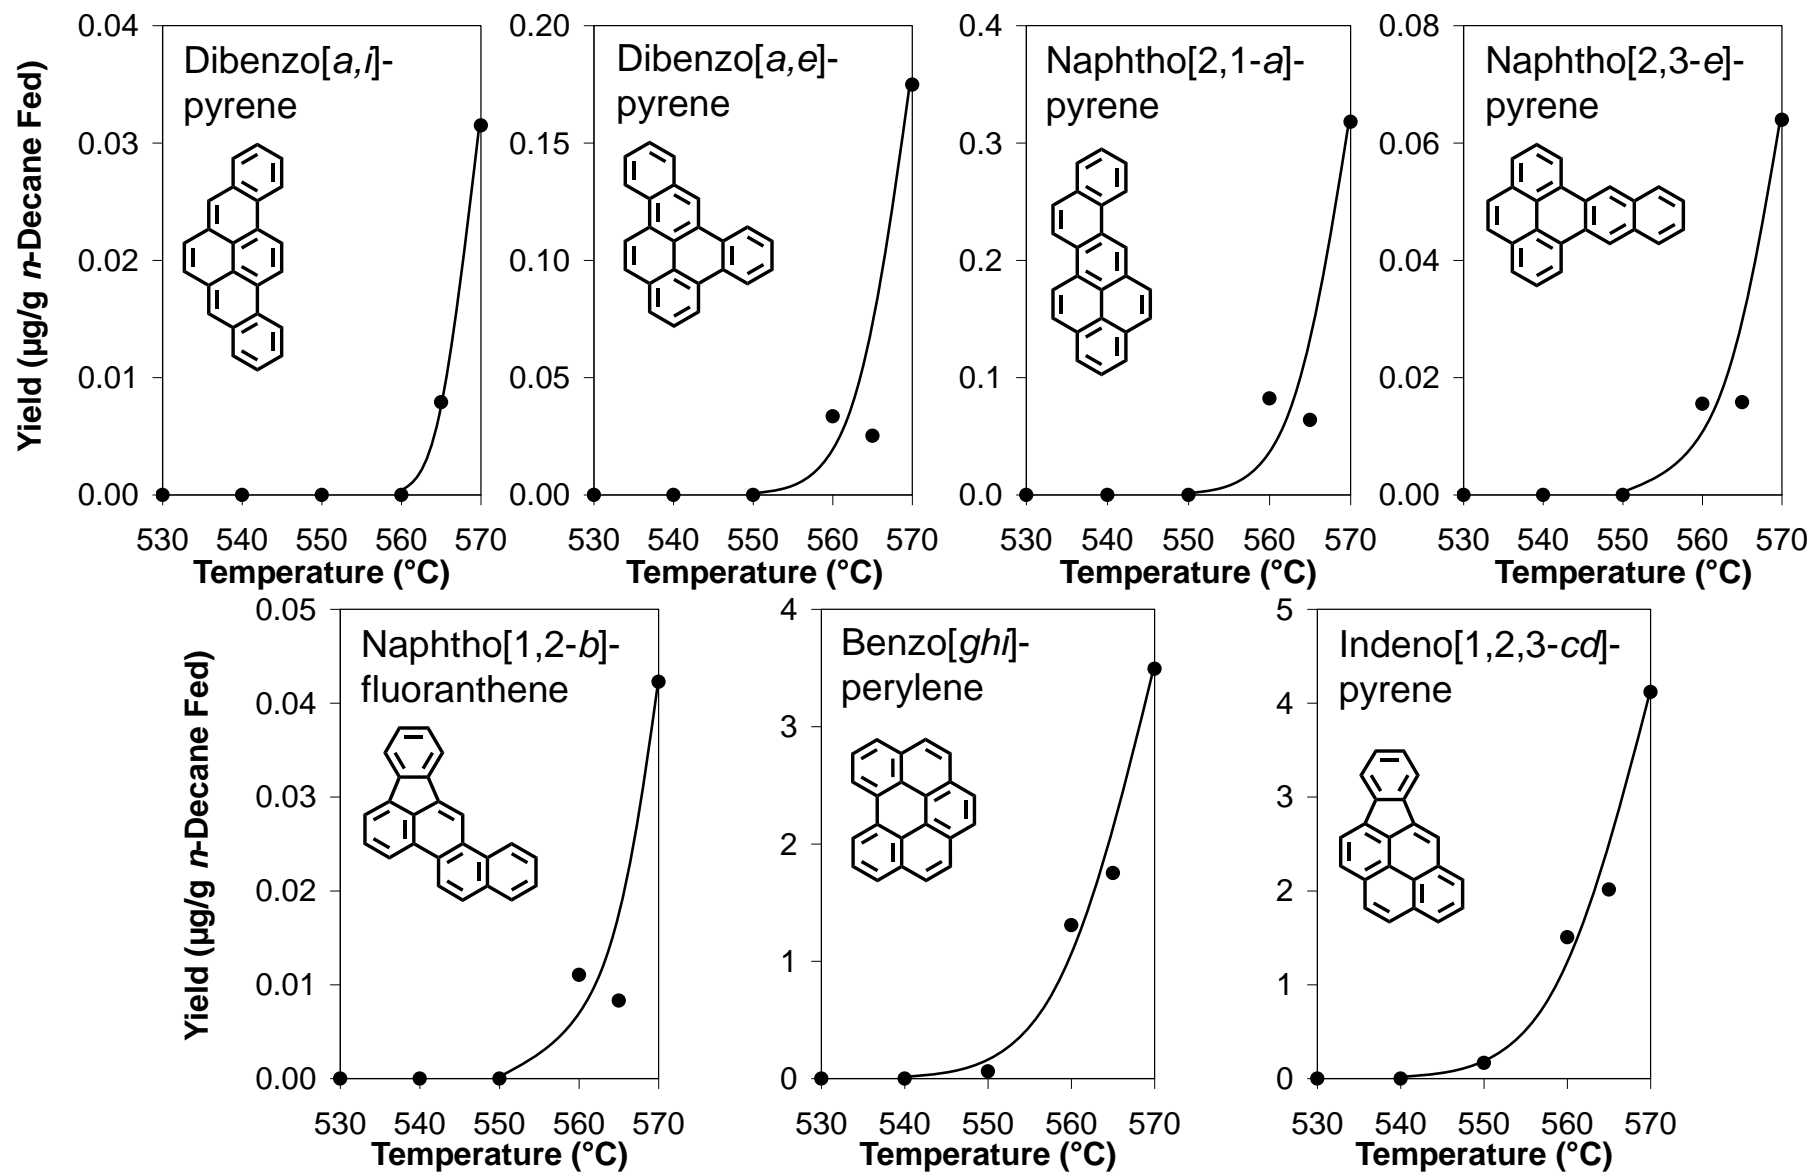 Yield (µg/g n-Decane Fed)
Dibenzo[a,i]-
pyrene
0.04
0.03
0.02
0.01
0.00
530 540 550 560 570
Temperature (°C)
Dibenzo[a,e]-
pyrene
0.20
0.15
0.10
0.05
0.00
530 540 550 560 570
Temperature (°C)
Naphtho[2,1-a]-
pyrene
0.4
0.3
0.2
0.1
0.0
530 540 550 560 570
Temperature (°C)
Naphtho[2,3-e]-
pyrene
0.08
0.06
0.04
0.02
0.00
530 540 550 560 570
Temperature (°C)
Yield (µg/g n-Decane Fed)
Naphtho[1,2-b]-
fluoranthene
0.05
0.04
0.03
0.02
0.01
0.00
530 540 550 560 570
Temperature (°C)
Benzo[ghi]-
perylene
4
3
2
1
0
530 540 550 560 570
Temperature (°C)
Indeno[1,2,3-cd]-
pyrene
5
4
3
2
1
0
530 540 550 560 570
Temperature (°C)